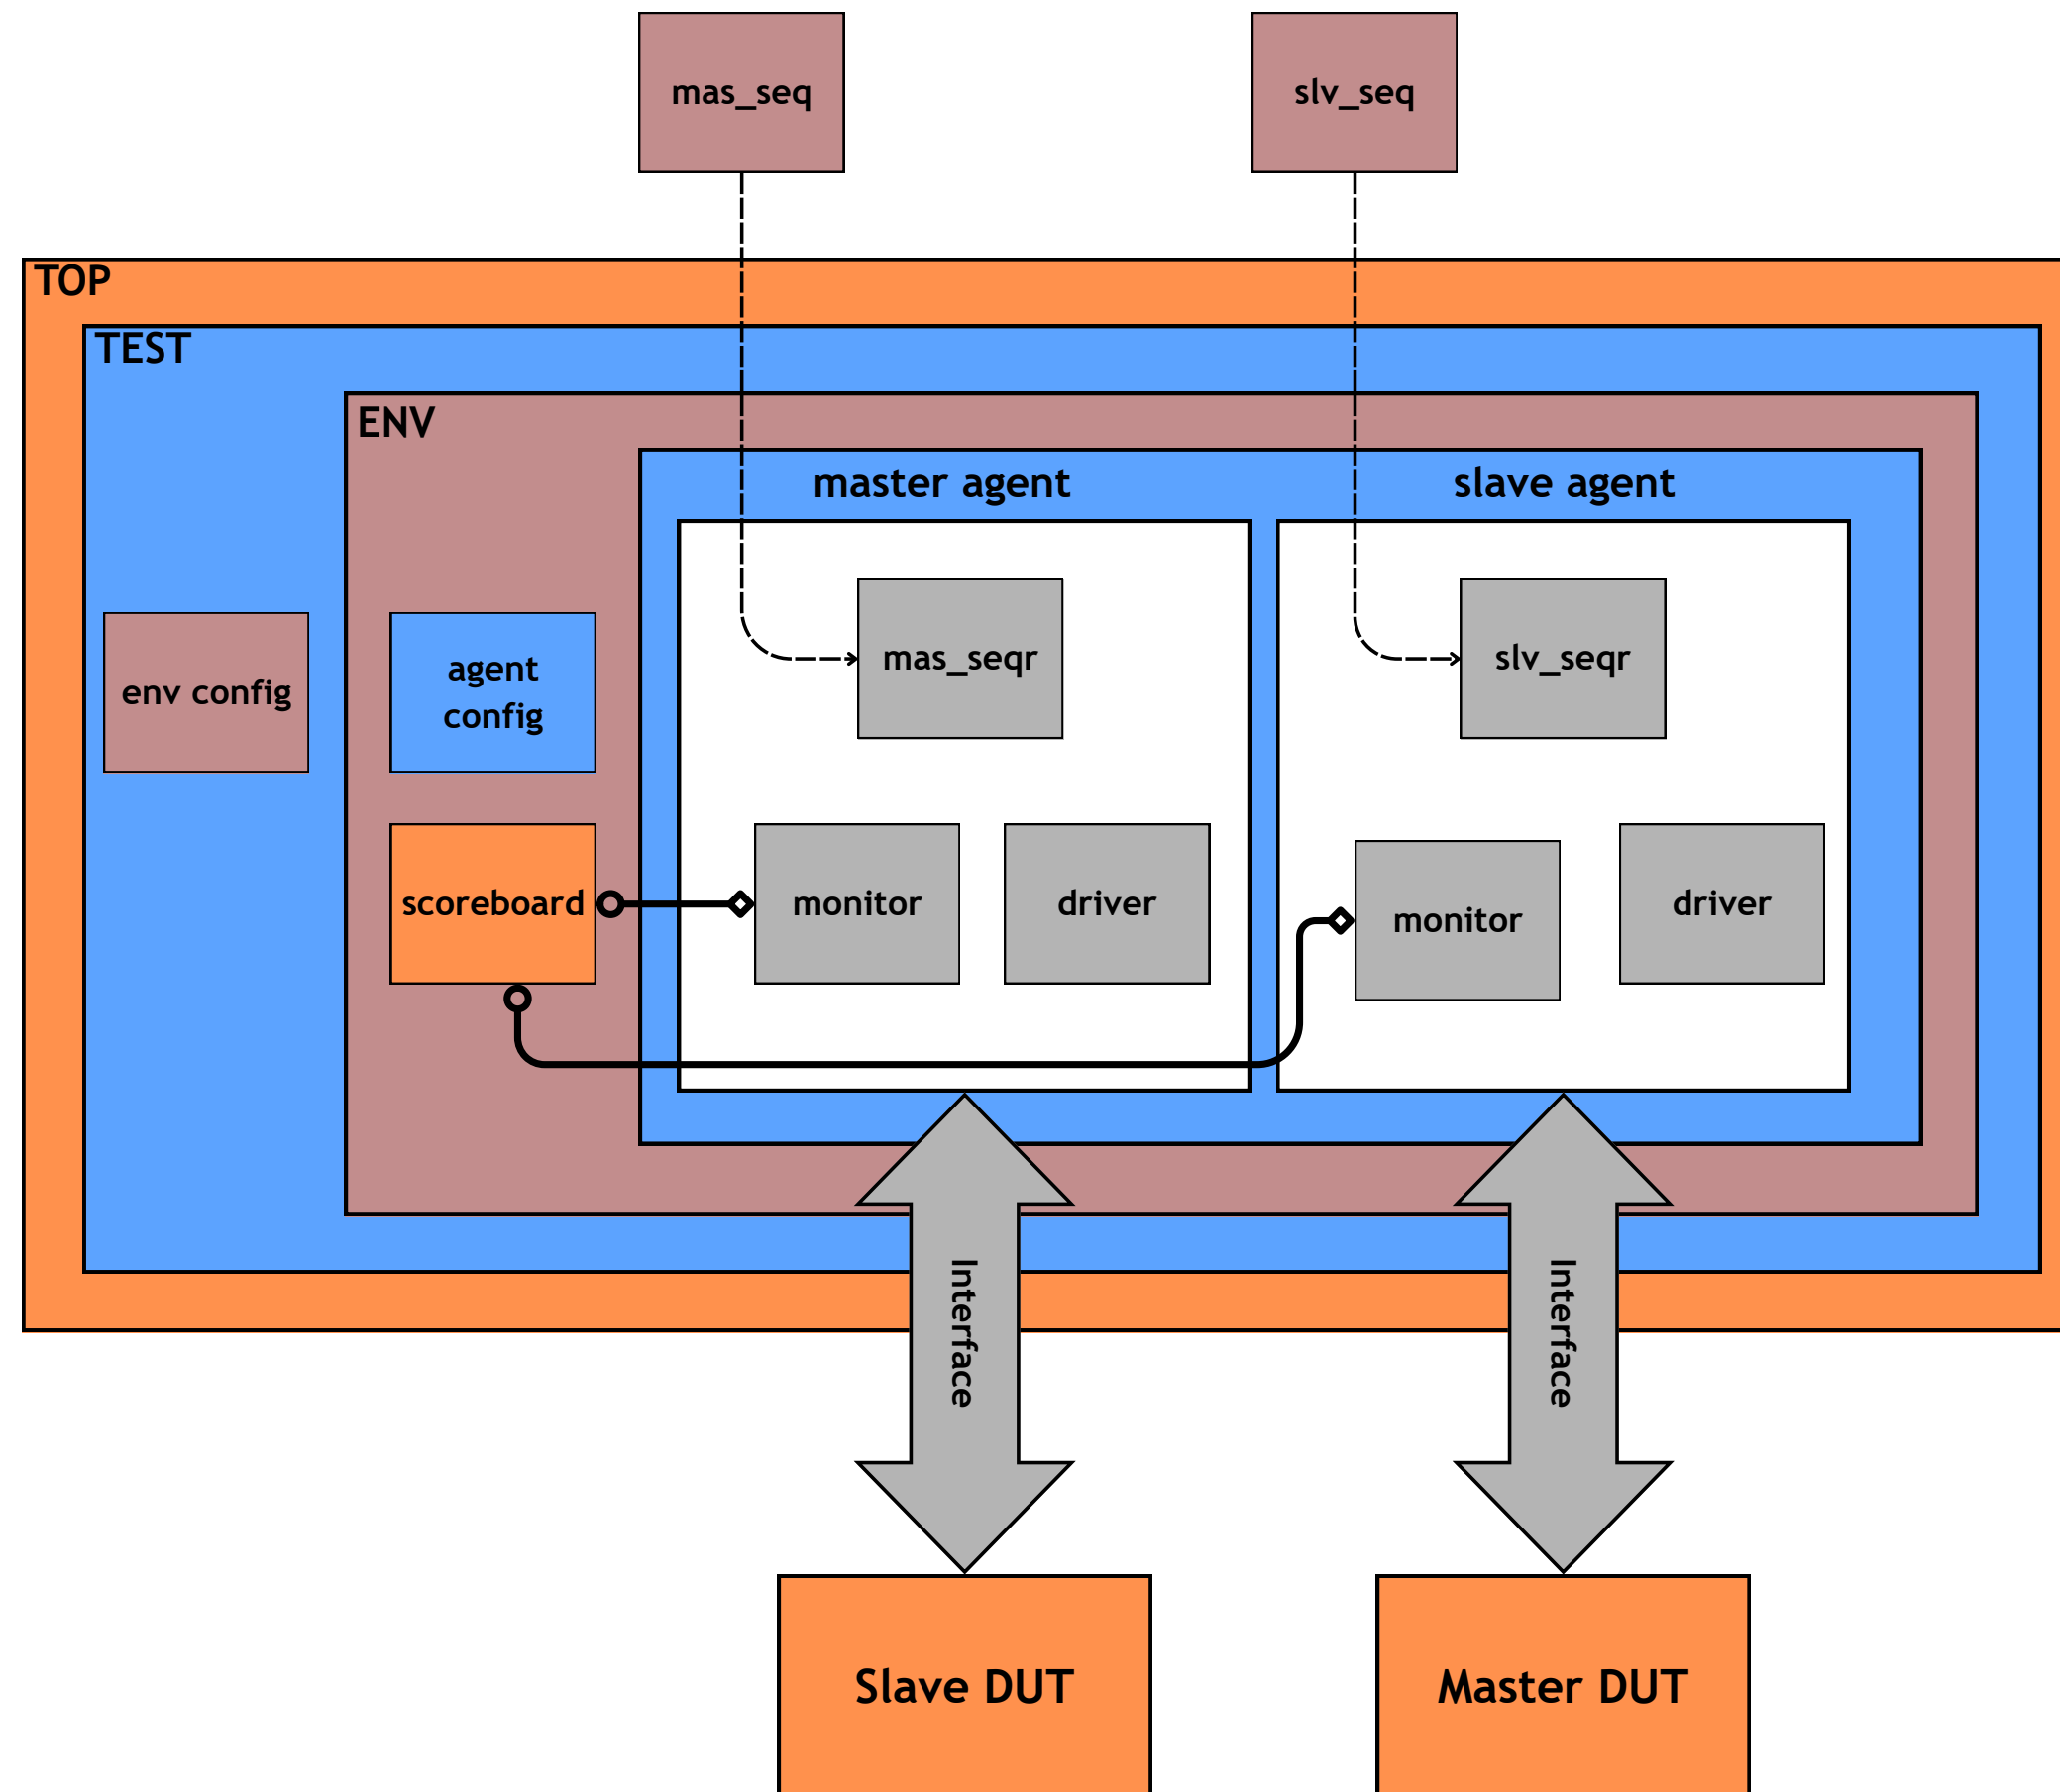 mas_seq
slv_seq
TOP
TEST
ENV
master agent
slave agent
mas_seqr
slv_seqr
env config
agent
config
scoreboard
monitor
driver
monitor
driver
Interface
Interface
Slave DUT
Master DUT